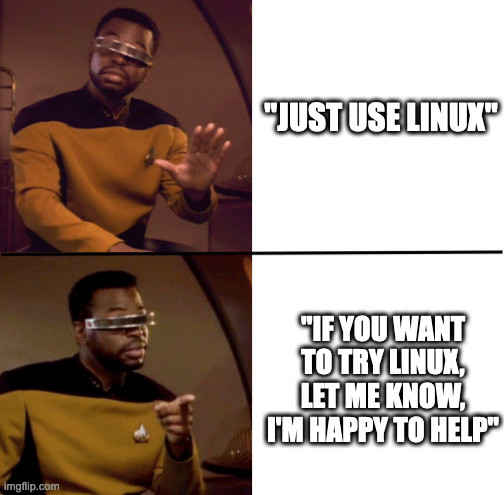 "JUST USE LINUX"
"IF YOU WANT
TO TRY LINUX,
LET ME KNOW,
I'M HAPPY TO HELP"
imgflip.com